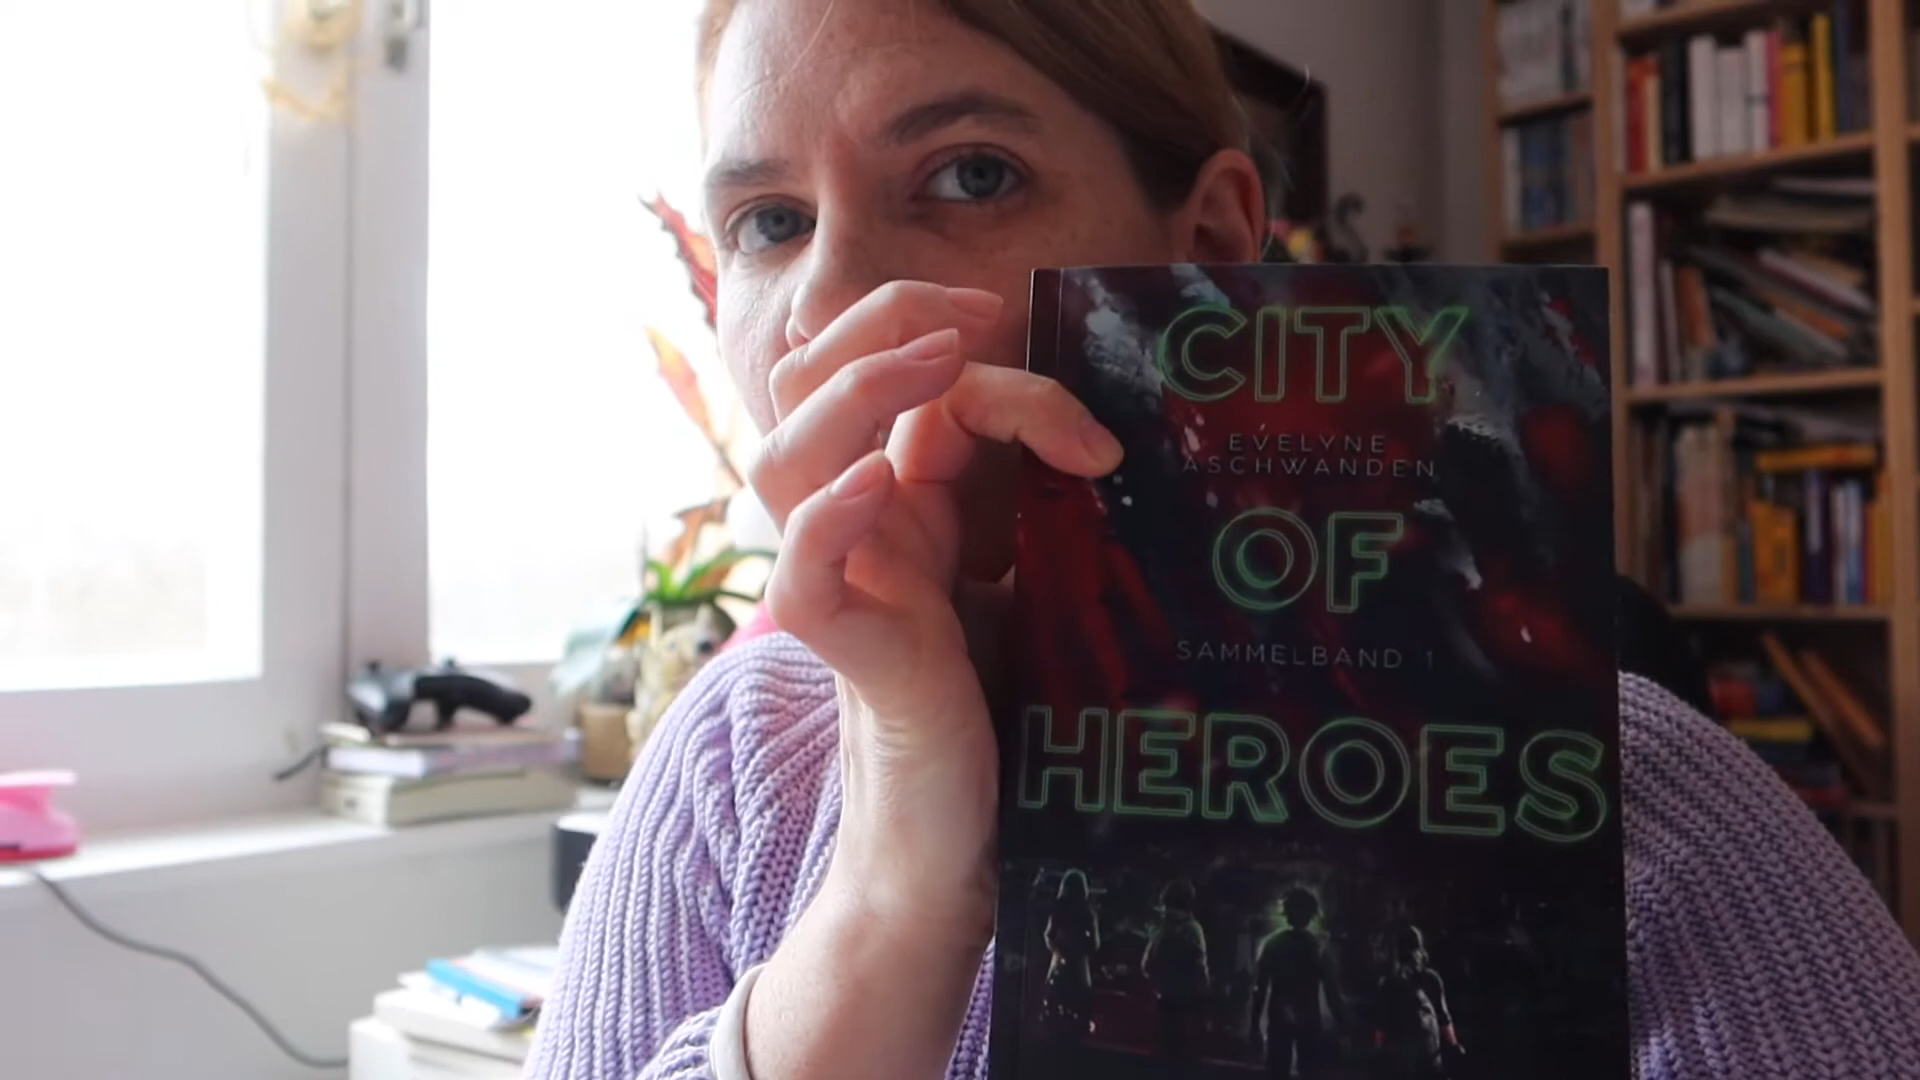 CITY
EVELYNE
ASCHWANDEN
OF
SAMMELBAND 1
HEROES